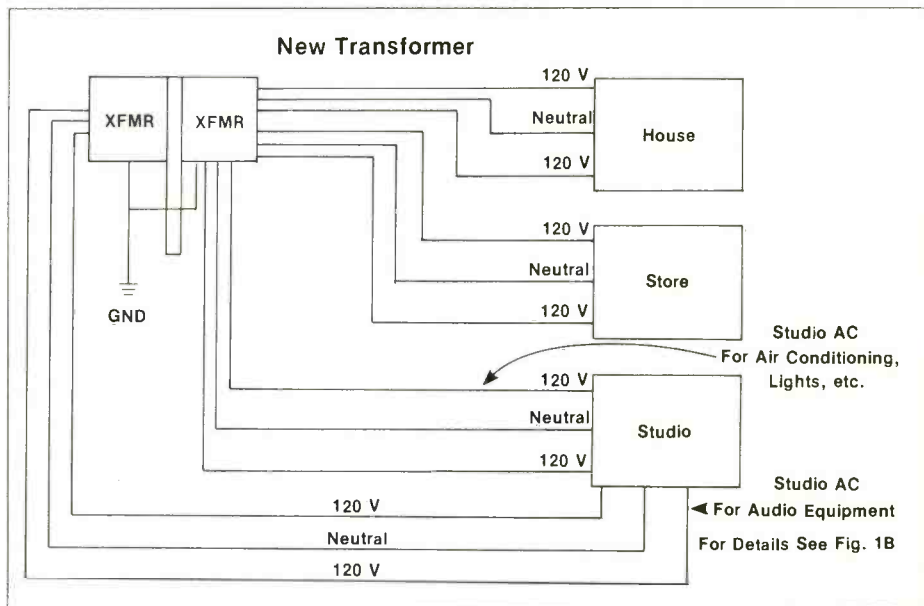 New Transformer
XFMR
XFMR
GND
120 V
Neutral
120 V
House
120 V
Neutral
120 V
Store
Studio AC
For Air Conditioning,
Lights, etc.
120 V
Neutral
120 V
Studio
Studio AC
For Audio Equipment
For Details See Fig. 1B
120 V
Neutral
120 V